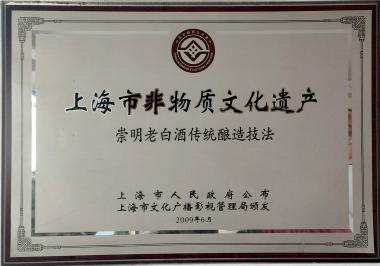 上海市非物质文化遗产
崇明老白酒传统酿造技法
上海市人民政府公布
上海市文化广播影视管理局颁发
2009年6月